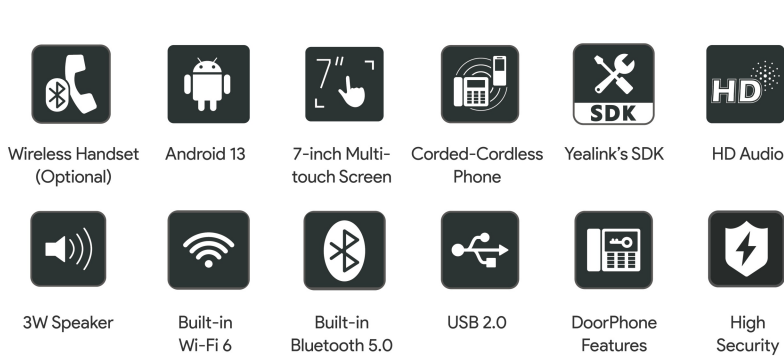 7"
SDK
HD
Wireless Handset
(Optional)
Android 13
7-inch Multi-
touch Screen
Corded-Cordless
Phone
Yealink's SDK
HD Audio
3W Speaker
Built-in
Wi-Fi 6
Built-in
Bluetooth 5.0
USB 2.0
DoorPhone
Features
High
Security